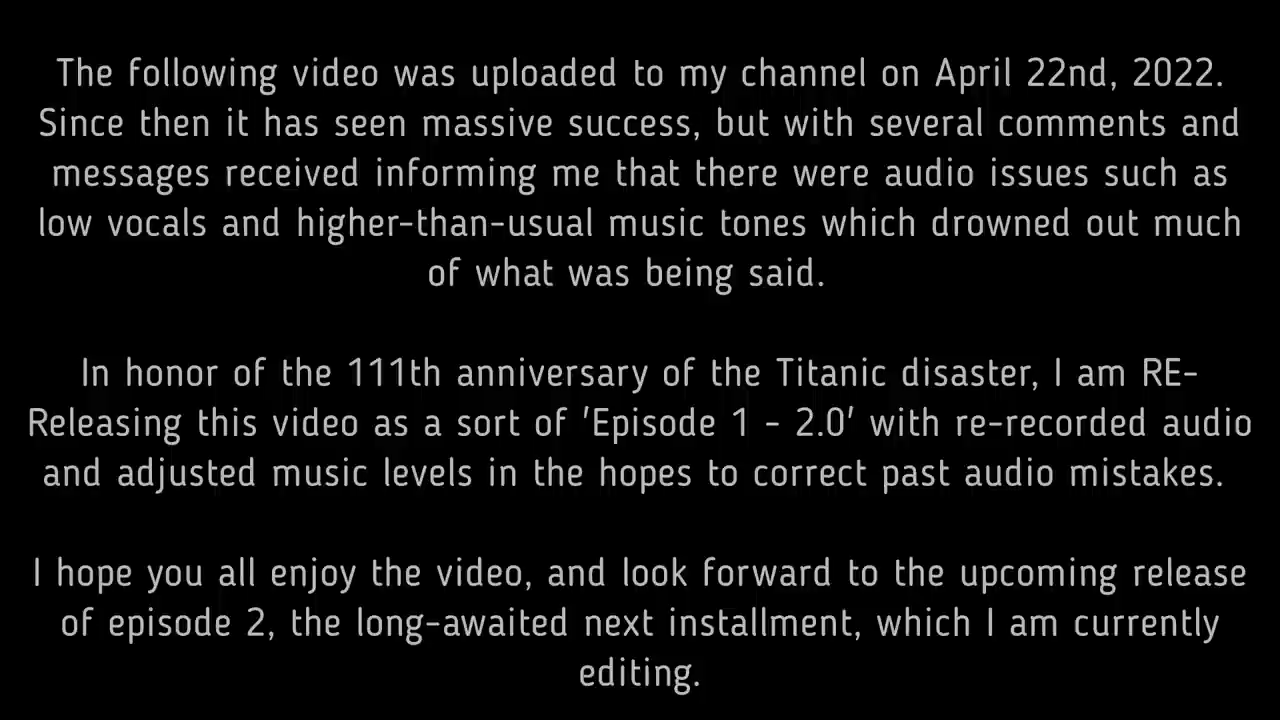 The following video was uploaded to my channel on April 22nd, 2022.
Since then it has seen massive success, but with several comments and
messages received informing me that there were audio issues such as
low vocals and higher-than-usual music tones which drowned out much
of what was being said.
In honor of the 111th anniversary of the Titanic disaster, I am RE-
Releasing this video as a sort of 'Episode 1 - 2.0' with re-recorded audio
and adjusted music levels in the hopes to correct past audio mistakes.
I hope you all enjoy the video, and look forward to the upcoming release
of episode 2, the long-awaited next installment, which I am currently
editing.